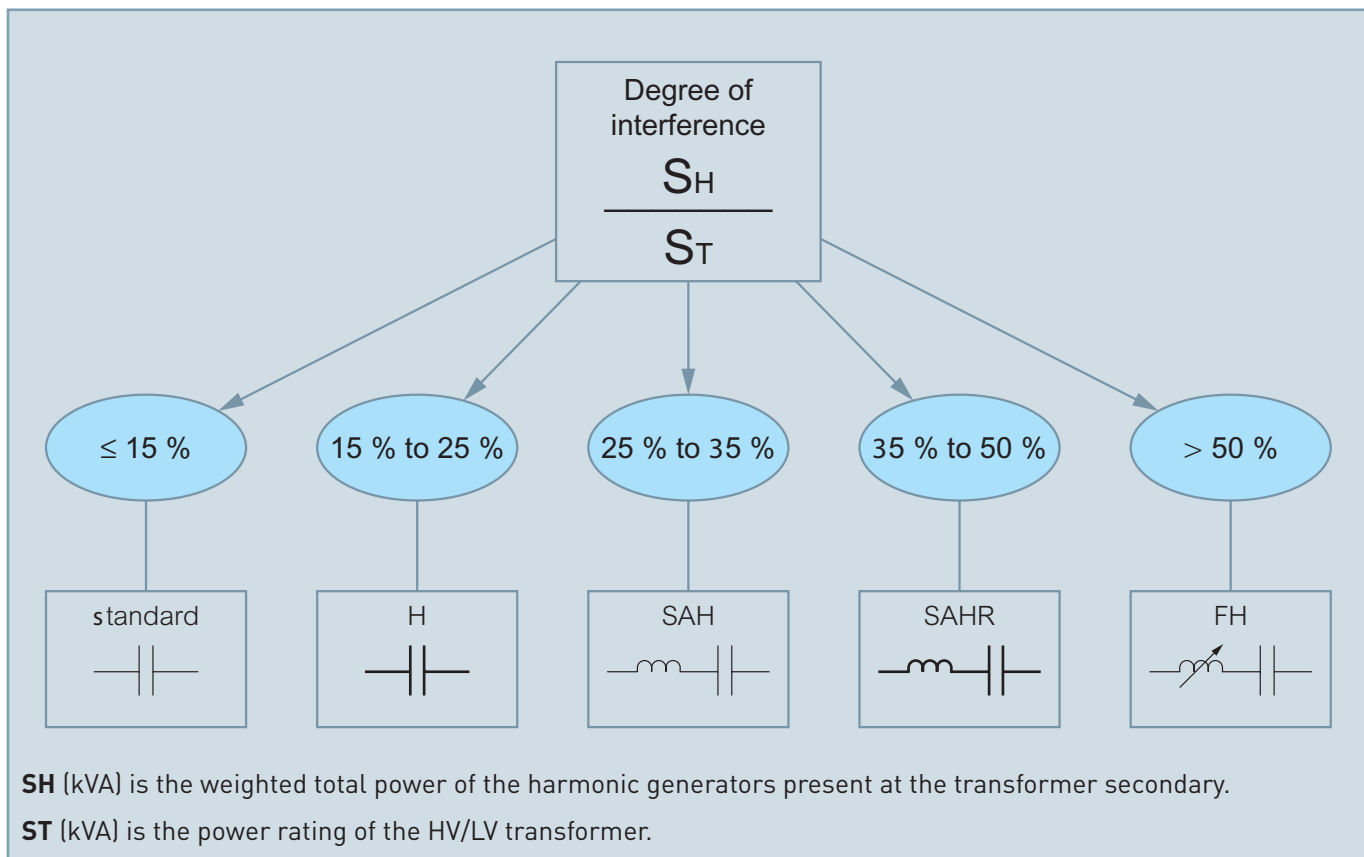 Degree of
interference
SH
ST
≤ 15 %
15 % to 25 %
25 % to 35 %
35 % to 50 %
> 50 %
standard
H
SAH
SAHR
FH
SH (kVA) is the weighted total power of the harmonic generators present at the transformer secondary.
ST (kVA) is the power rating of the HV/LV transformer.